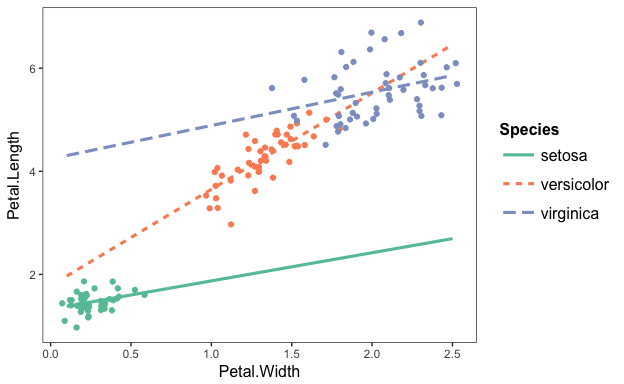 Petal.Length
6
4
2
0.0 0.5 1.0 1.5 2.0 2.5
Petal.Width
Species
setosa
versicolor
virginica